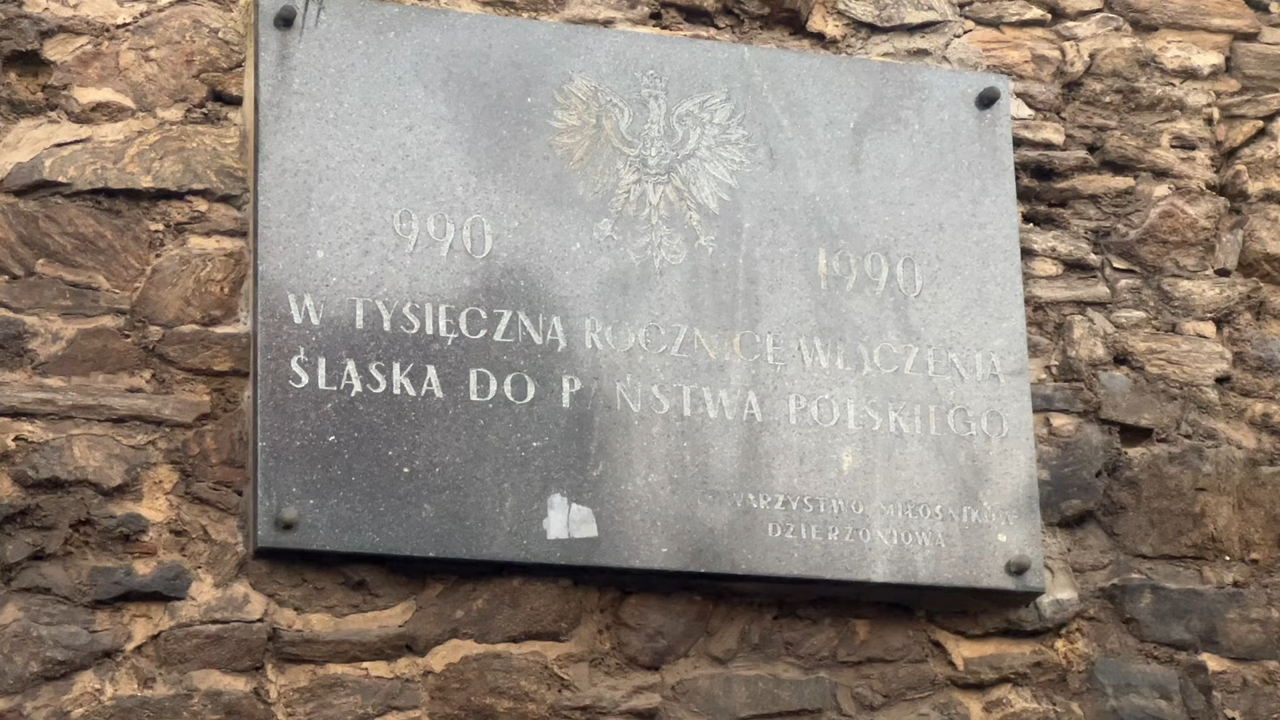 990 1990
W TYSIĘCZNĄ ROCZNICĘ WŁĄCZENIA
ŚLĄSKA DO PAŃSTWA POLSKIEGO
TOWARZYSTWO MIŁOŚNIKÓW
DZIERŻONIOWA